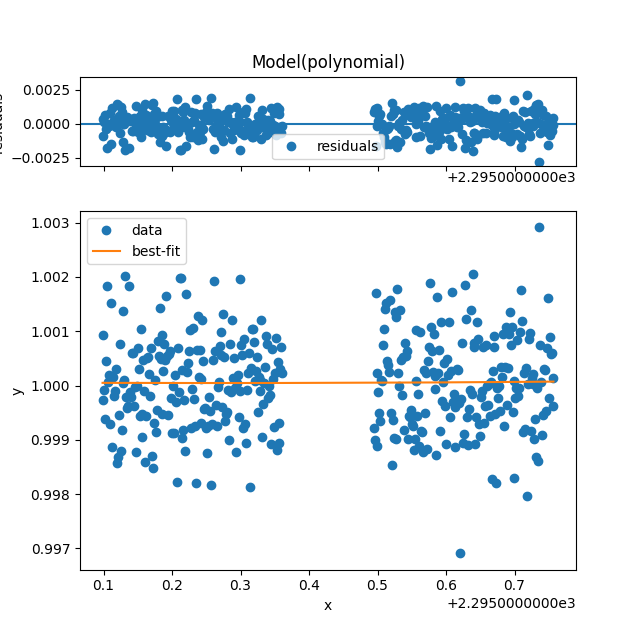 Model(polynomial)
0.0025
0.0000
−0.0025
residuals
residuals
+2.2950000000e3
1.003
1.002
1.001
1.000
0.999
0.998
0.997
y
data
best-fit
0.1
0.2
0.3
0.4
0.5
0.6
0.7
x
+2.2950000000e3